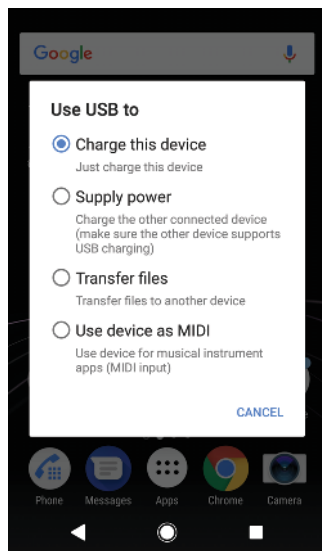 Google
Use USB to
Charge this device
Just charge this device
Supply power
Charge the other connected device
(make sure the other device supports
USB charging)
Transfer files
Transfer files to another device
Use device as MIDI
Use device for musical instrument
apps (MIDI input)
CANCEL
Phone Messages Apps Chrome Camera